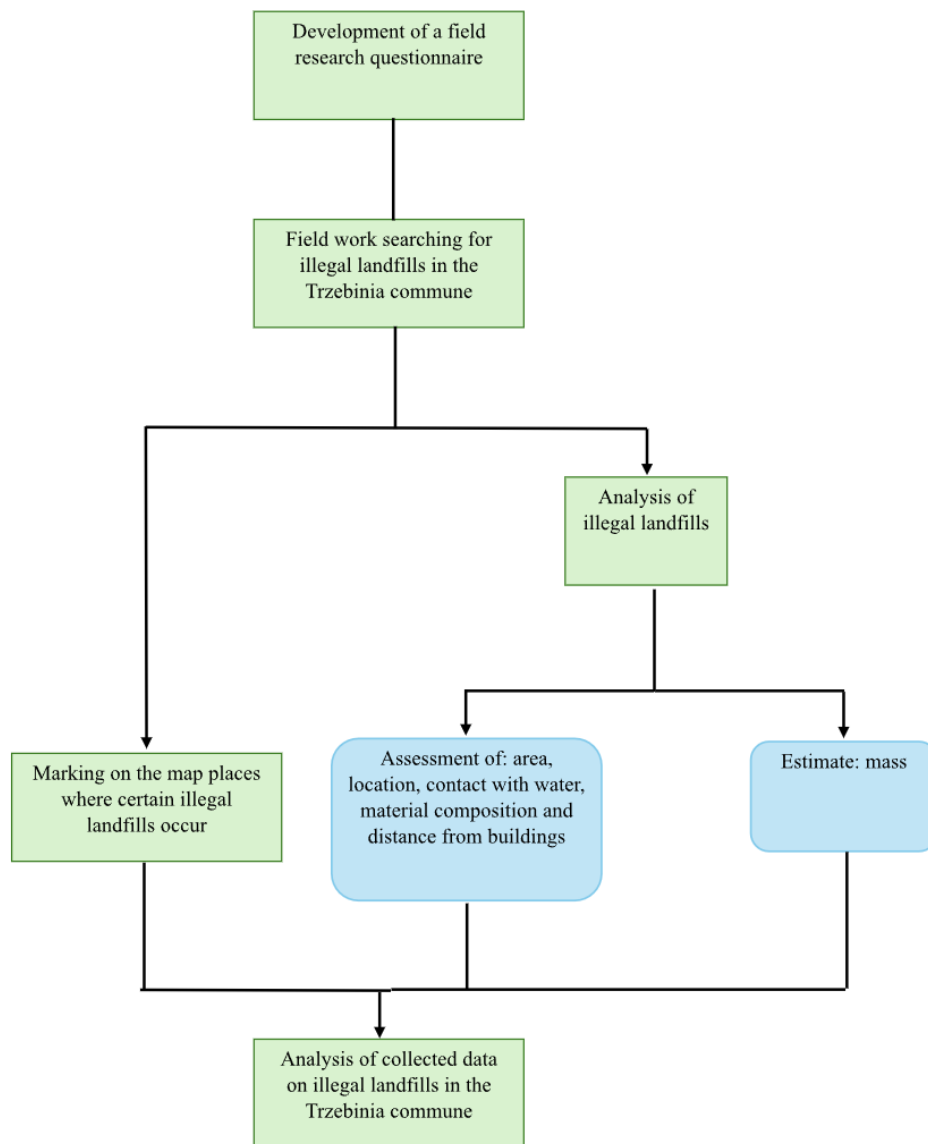 Development of a field
research questionnaire
Field work searching for
illegal landfills in the
Trzebinia commune
Analysis of
illegal landfills
Marking on the map places
where certain illegal
landfills occur
Assessment of: area,
location, contact with water,
material composition and
distance from buildings
Estimate: mass
Analysis of collected data
on illegal landfills in the
Trzebinia commune